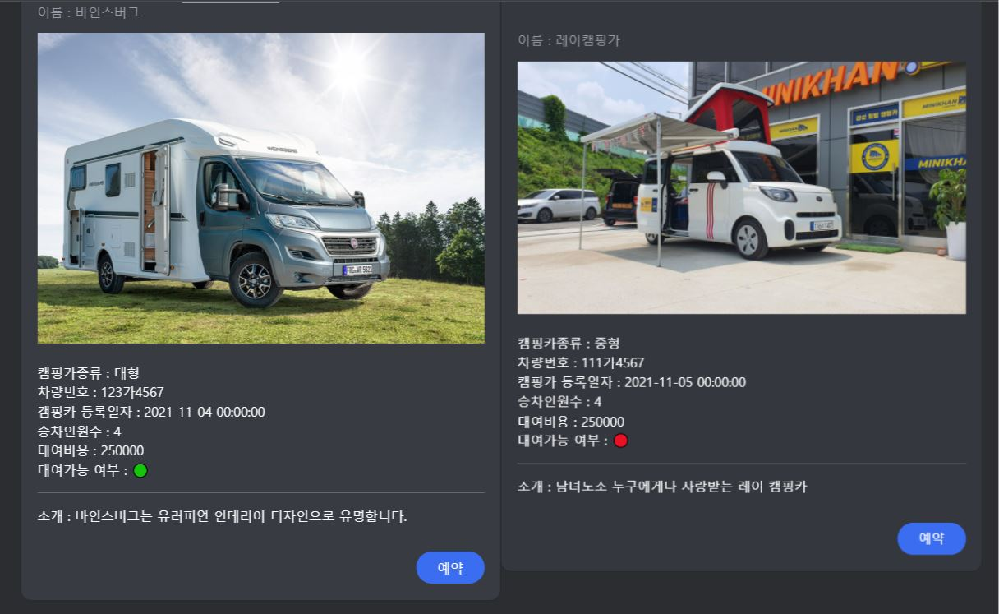 이름 : 바인스버그
WEINSBERG
캠핑카종류 : 대형
차량번호 : 123가4567
캠핑카 등록일자 : 2021-11-04 00:00:00
승차인원수 : 4
대여비용 : 250000
대여가능 여부 :
소개 : 바인스버그는 유러피언 인테리어 디자인으로 유명합니다.
예약
이름 : 레이캠핑카
MINIKHAN
MINIKHAN
MINIKHAN
캠핑카종류 : 중형
차량번호 : 111가4567
캠핑카 등록일자 : 2021-11-05 00:00:00
승차인원수 : 4
대여비용 : 250000
대여가능 여부 :
소개 : 남녀노소 누구에게나 사랑받는 레이 캠핑카
예약